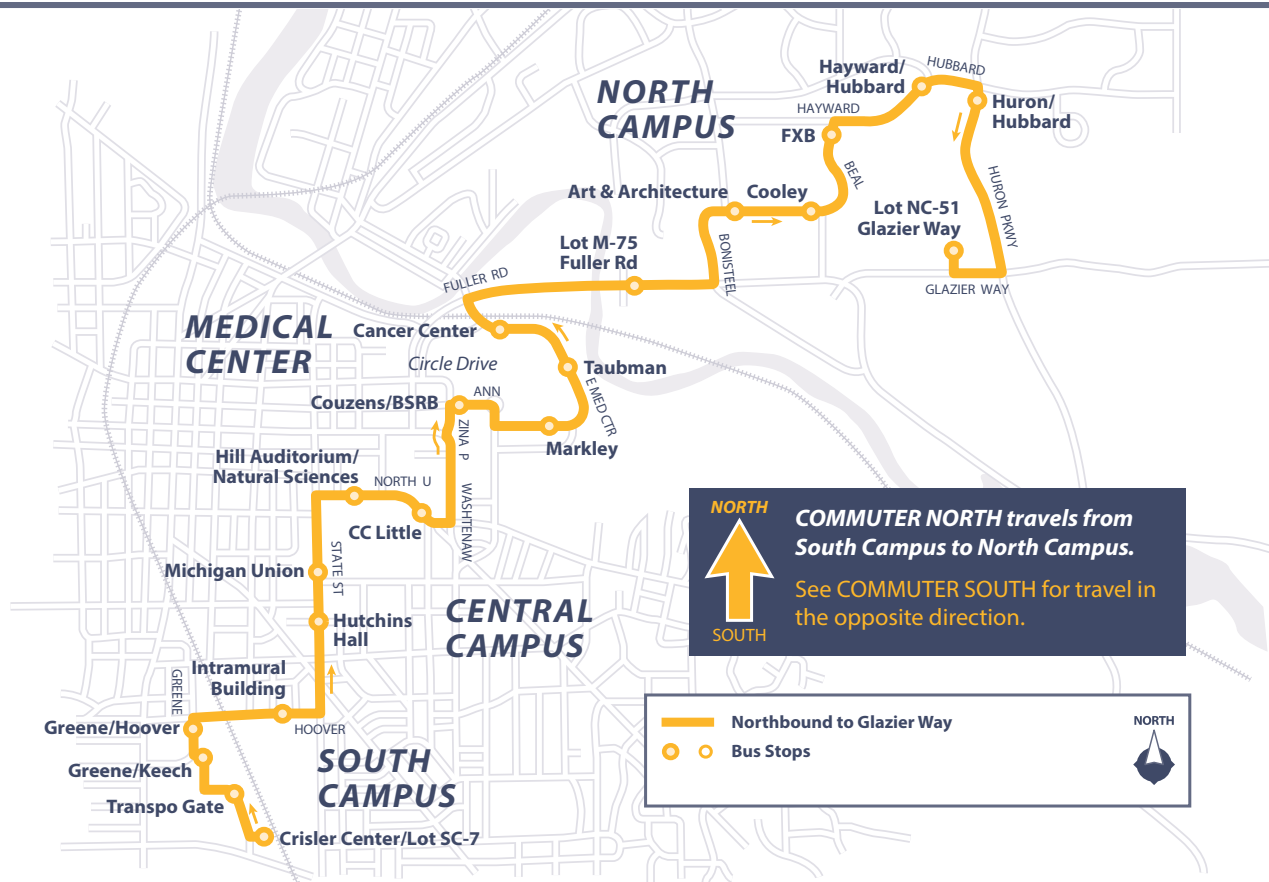 NORTH
CAMPUS
Hayward/
Hubbard
HUBBARD
Huron/
Hubbard
HAYWARD
FXB
BEAL
Art & Architecture
Cooley
Lot NC-51
Glazier Way
HURON PKWY
Lot M-75
Fuller Rd
BONISTEEL
GLAZIER WAY
FULLER RD
MEDICAL
CENTER
Cancer Center
Circle Drive
Taubman
ANN
E MED CTR
Couzens/BSRB
ZINA P
Markley
Hill Auditorium/
Natural Sciences
NORTH U
WASHTENAW
CC Little
STATE ST
Michigan Union
CENTRAL
CAMPUS
Hutchins
Hall
NORTH
SOUTH
COMMUTER NORTH travels from
South Campus to North Campus.
See COMMUTER SOUTH for travel in
the opposite direction.
Intramural
Building
GREENE
HOOVER
Greene/Hoover
Greene/Keech
SOUTH
CAMPUS
Transpo Gate
Crisler Center/Lot SC-7
Northbound to Glazier Way
Bus Stops
NORTH